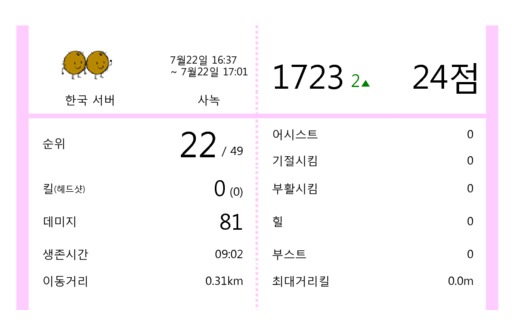 7월22일 16:37
~ 7월22일 17:01
한국 서버
사녹
1723 2▲
24점
순위
22 / 49
킬(헤드샷)
0 (0)
데미지
81
생존시간
09:02
이동거리
0.31km
어시스트
0
기절시킴
0
부활시킴
0
힐
0
부스트
0
최대거리킬
0.0m